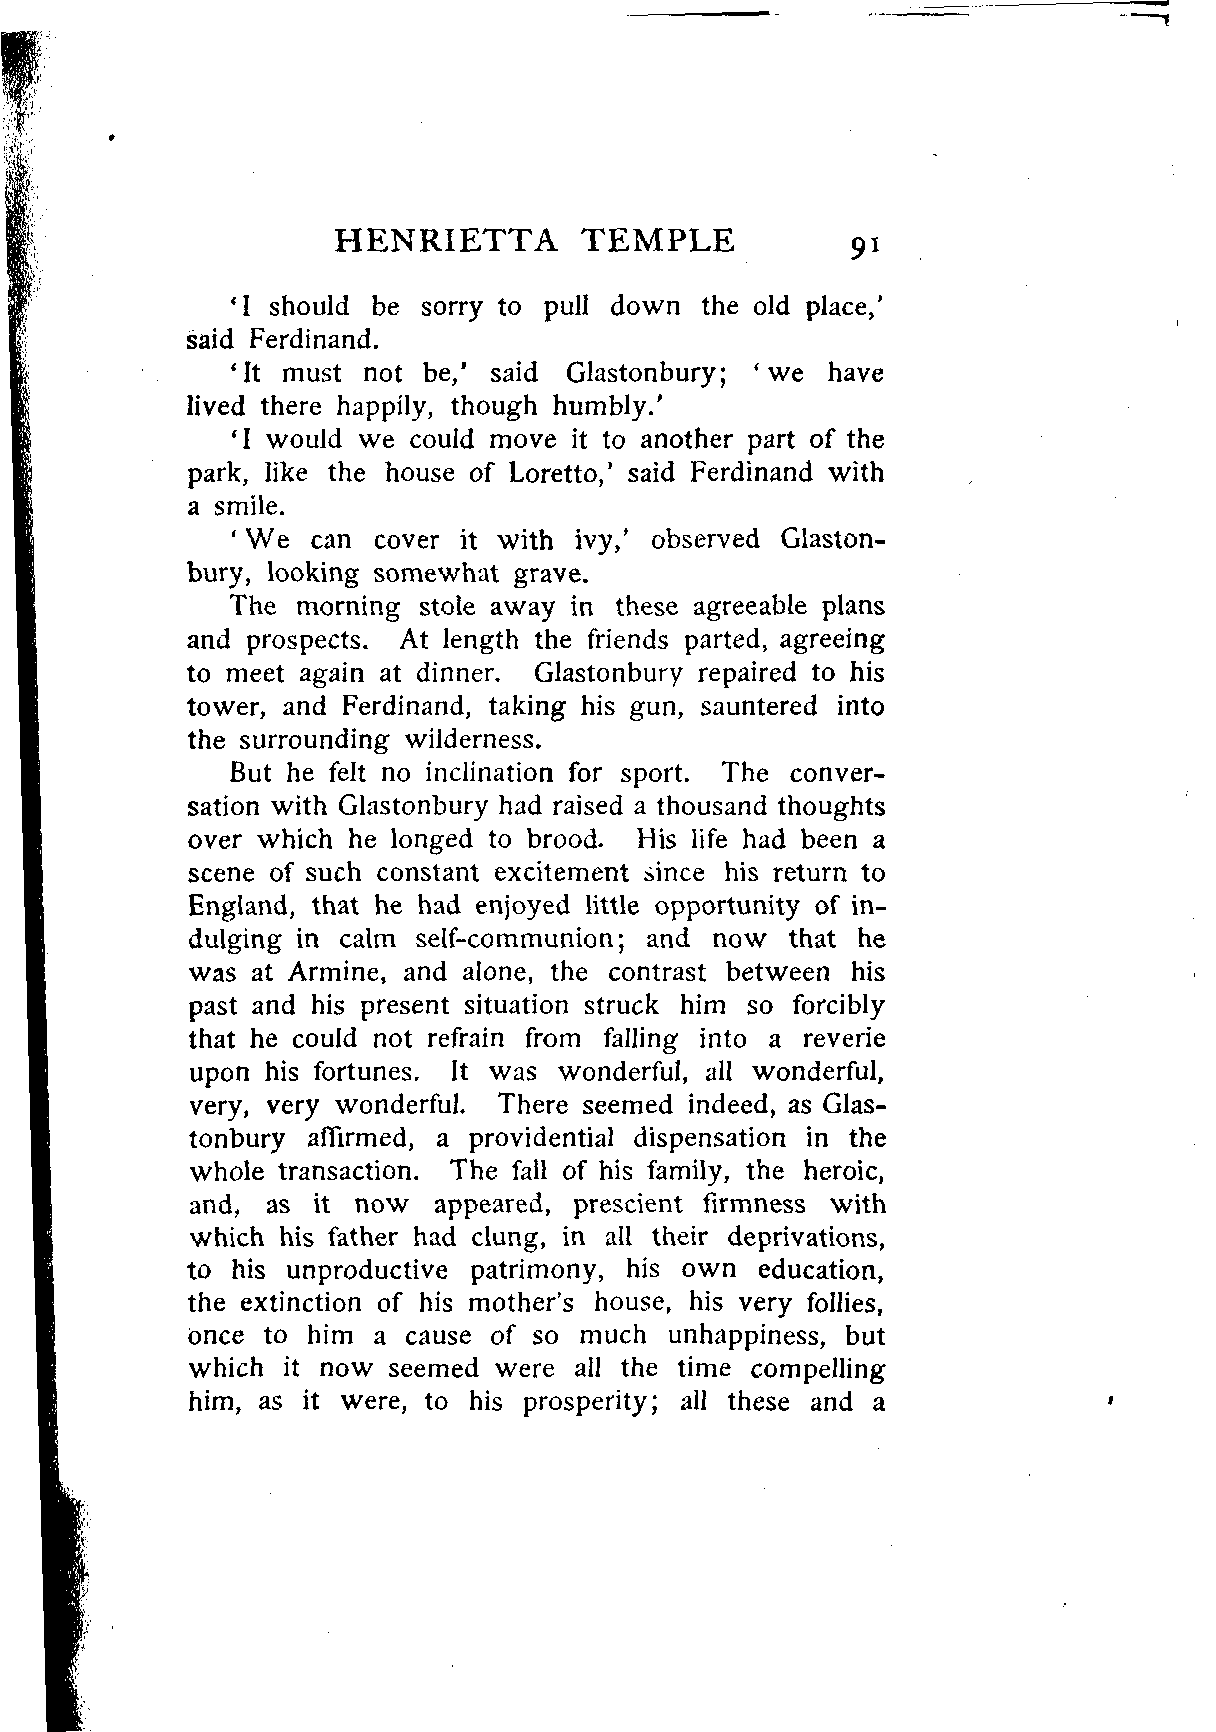 HENRIETTA TEMPLE 91
'I should be sorry to pull down the old place,'
said Ferdinand.
'It must not be,' said Glastonbury; 'we have
lived there happily, though humbly.'
'I would we could move it to another part of the
park, like the house of Loretto,' said Ferdinand with
a smile.
'We can cover it with ivy,' observed Glaston-
bury, looking somewhat grave.
The morning stole away in these agreeable plans
and prospects. At length the friends parted, agreeing
to meet again at dinner. Glastonbury repaired to his
tower, and Ferdinand, taking his gun, sauntered into
the surrounding wilderness.
But he felt no inclination for sport. The conver-
sation with Glastonbury had raised a thousand thoughts
over which he longed to brood. His life had been a
scene of such constant excitement since his return to
England, that he had enjoyed little opportunity of in-
dulging in calm self-communion; and now that he
was at Armine, and alone, the contrast between his
past and his present situation struck him so forcibly
that he could not refrain from falling into a reverie
upon his fortunes. It was wonderful, all wonderful,
very, very wonderful. There seemed indeed, as Glas-
tonbury affirmed, a providential dispensation in the
whole transaction. The fall of his family, the heroic,
and, as it now appeared, prescient firmness with
which his father had clung, in all their deprivations,
to his unproductive patrimony, his own education,
the extinction of his mother's house, his very follies,
once to him a cause of so much unhappiness, but
which it now seemed were all the time compelling
him, as it were, to his prosperity; all these and a